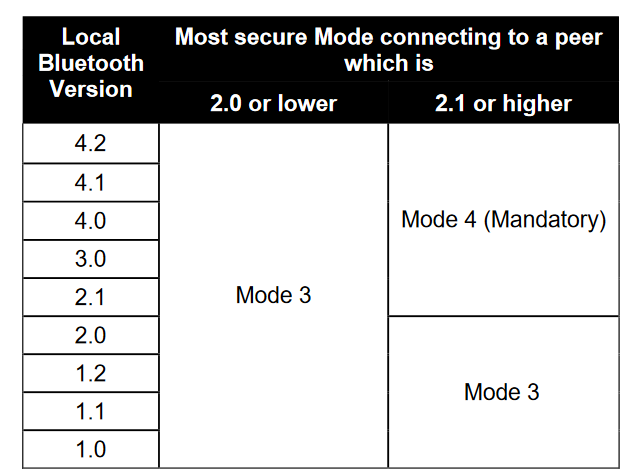 Local
Bluetooth
Version
Most secure Mode connecting to a peer
which is
2.0 or lower
2.1 or higher
4.2
4.1
4.0
3.0
2.1
2.0
1.2
1.1
1.0
Mode 3
Mode 4 (Mandatory)
Mode 3